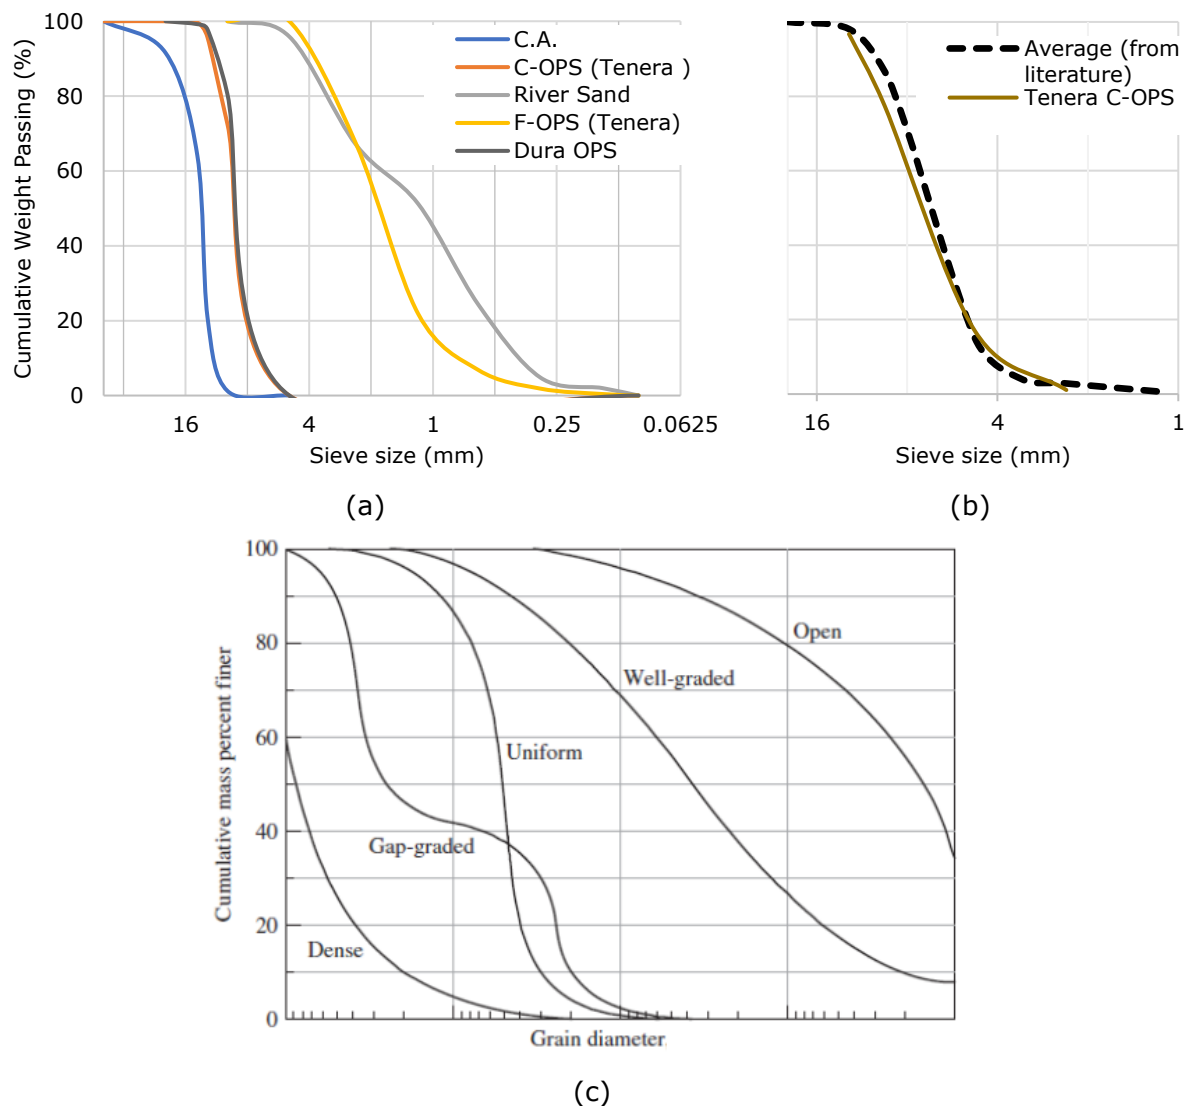 Cumulative Weight Passing (%)
100
80
60
40
20
0
C.A.
C-OPS (Tenera )
River Sand
F-OPS (Tenera)
Dura OPS
16
4
1
0.25
0.0625
Sieve size (mm)
(a)
Average (from
literature)
Tenera C-OPS
16
4
1
Sieve size (mm)
(b)
Cumulative mass percent finer
100
80
60
40
20
0
Open
Well-graded
Uniform
Gap-graded
Dense
Grain diameter
(c)